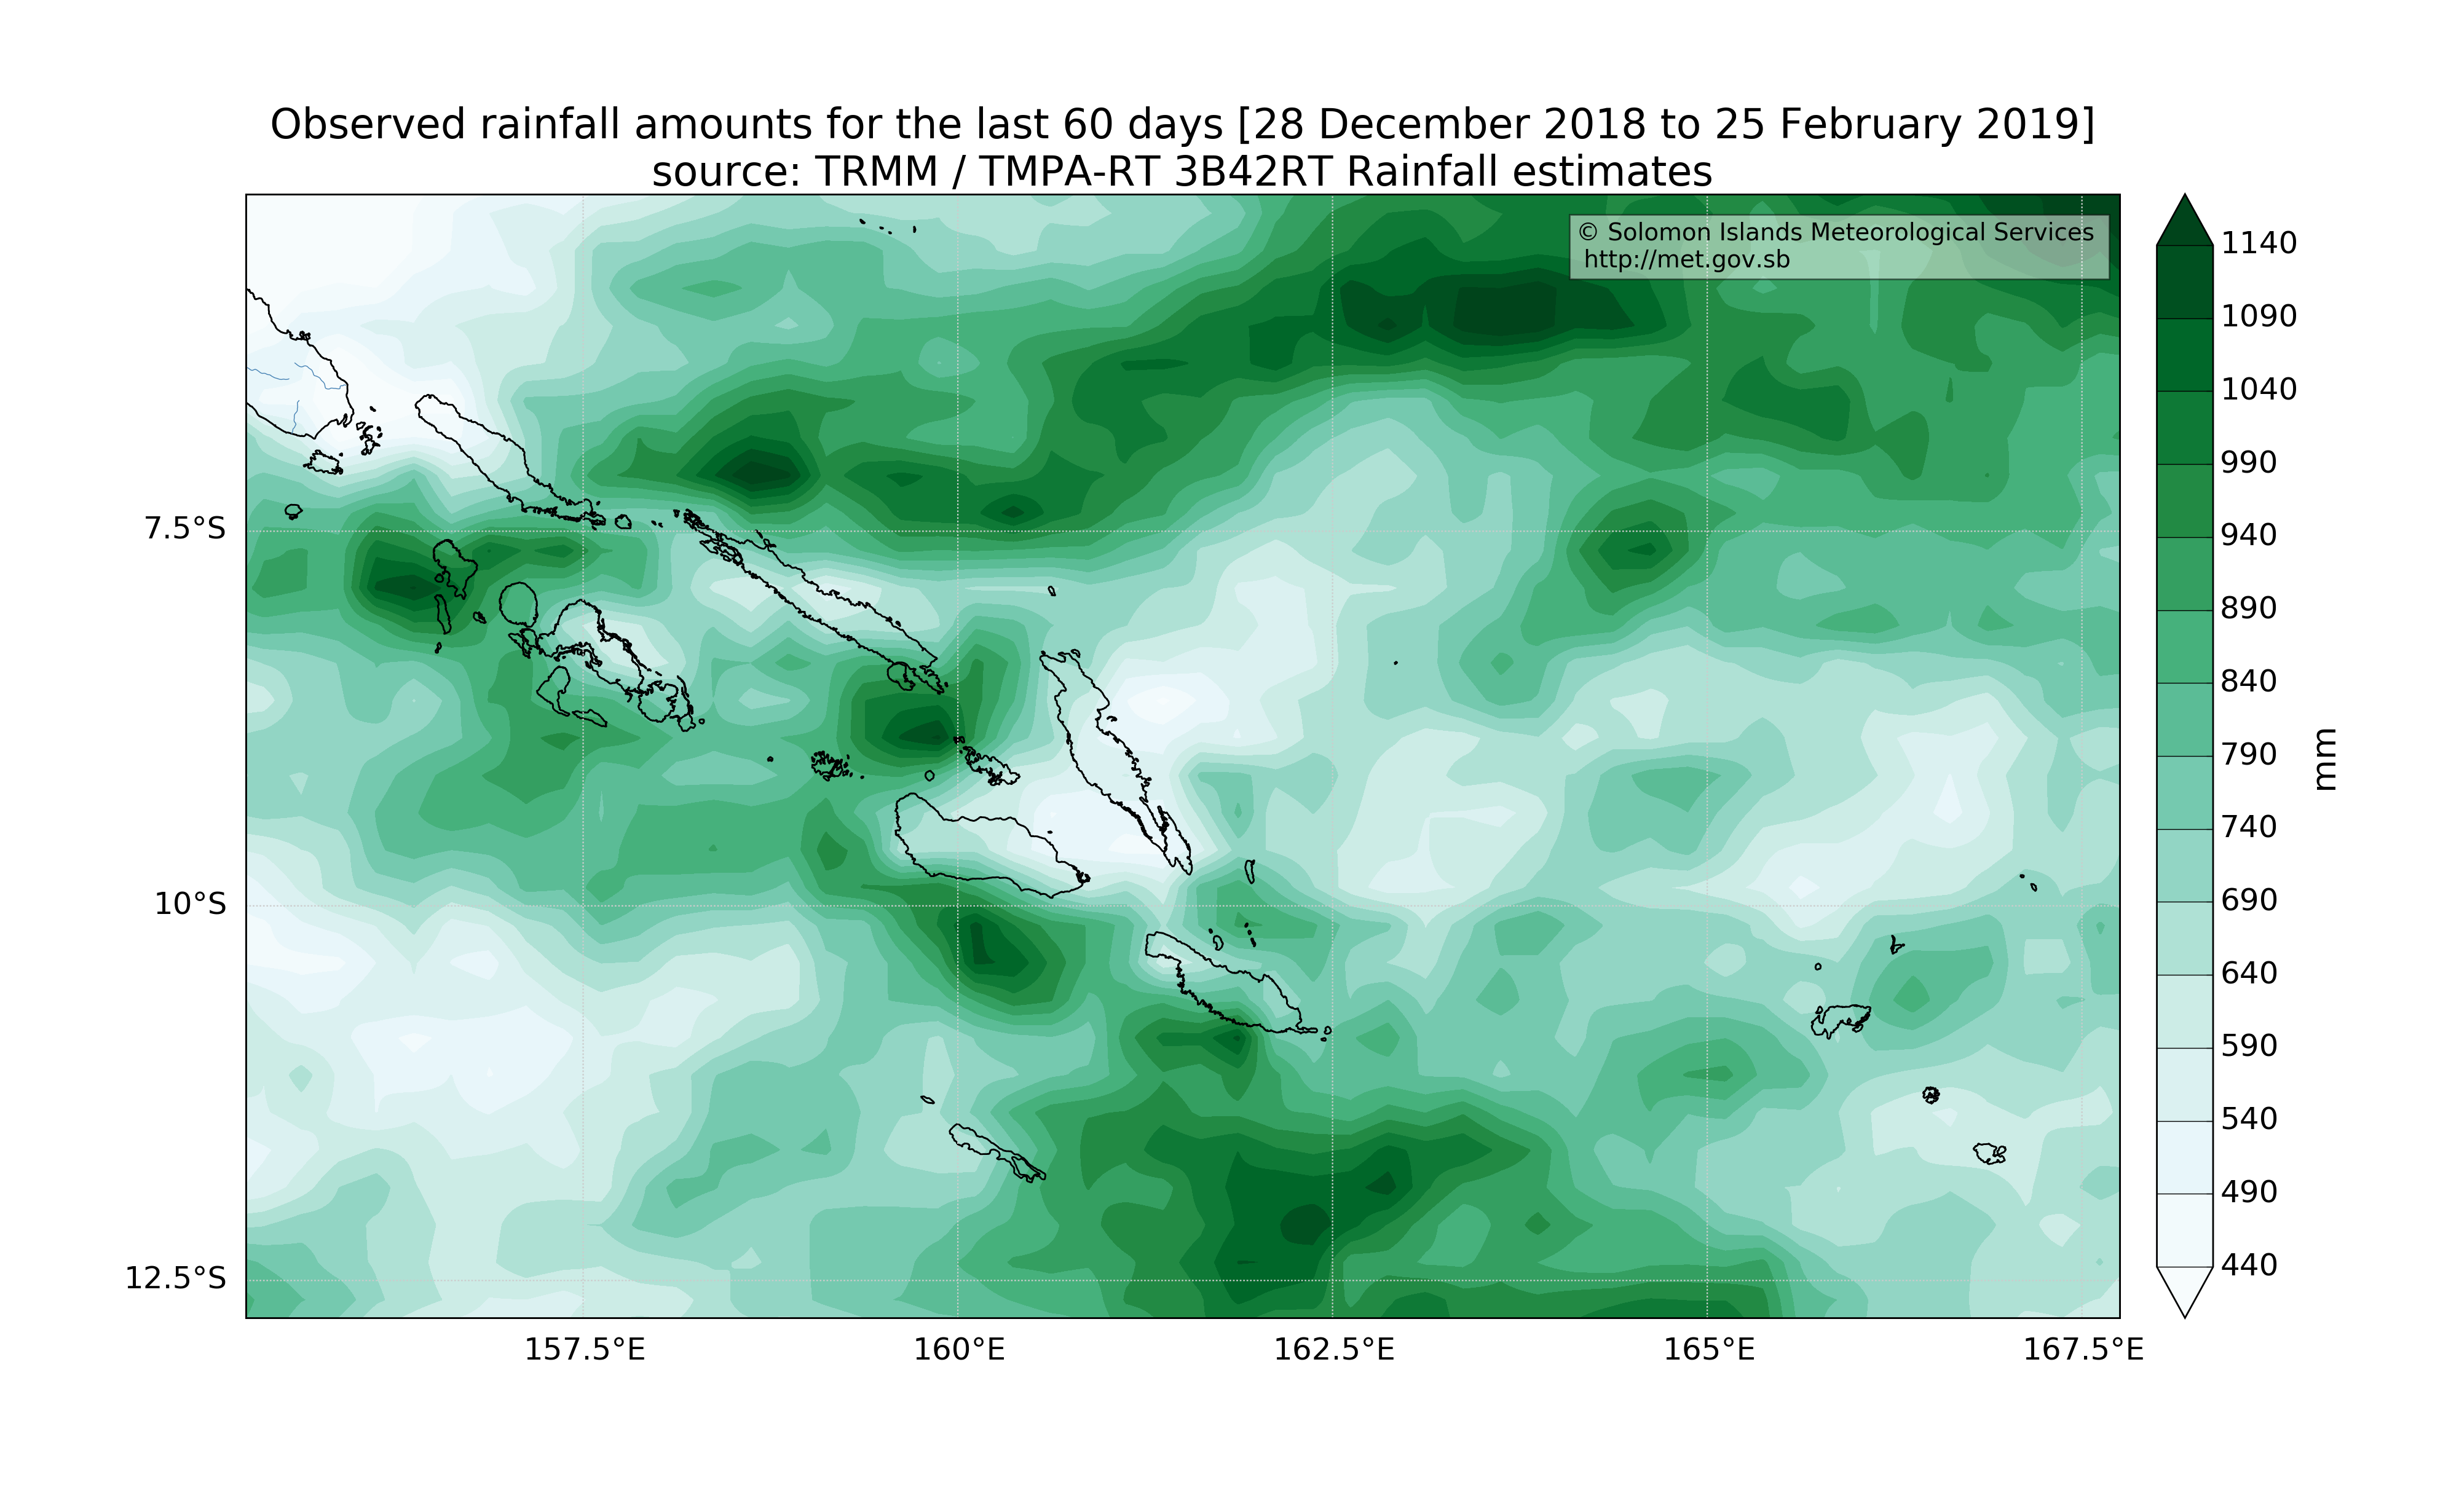 Observed rainfall amounts for the last 60 days [28 December 2018 to 25 February 2019]
source: TRMM / TMPA-RT 3B42RT Rainfall estimates
© Solomon Islands Meteorological Services
http://met.gov.sb
7.5°S
10°S
12.5°S
157.5°E
160°E
162.5°E
165°E
167.5°E
1140
1090
1040
990
940
890
840
790
740
690
640
590
540
490
440
mm